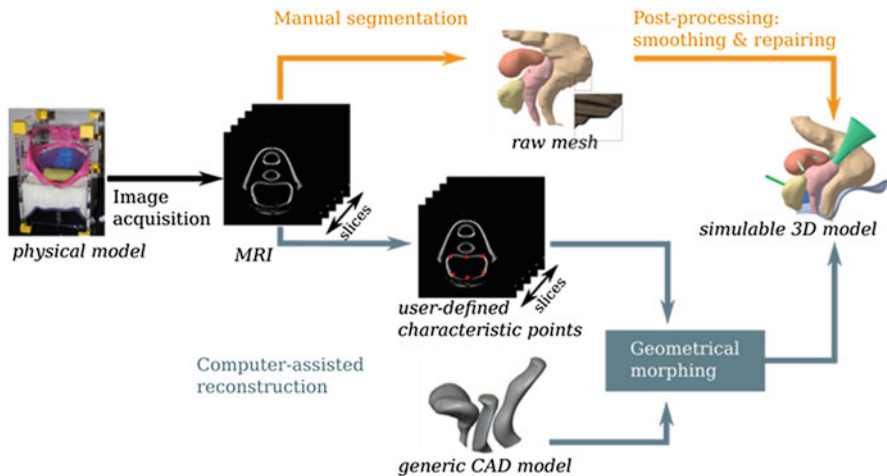 Manual segmentation
Post-processing:
smoothing & repairing
raw mesh
Image
acquisition
physical model
MRI
slices
simulable 3D model
slices
user-defined
characteristic points
Computer-assisted
reconstruction
Geometrical
morphing
generic CAD model